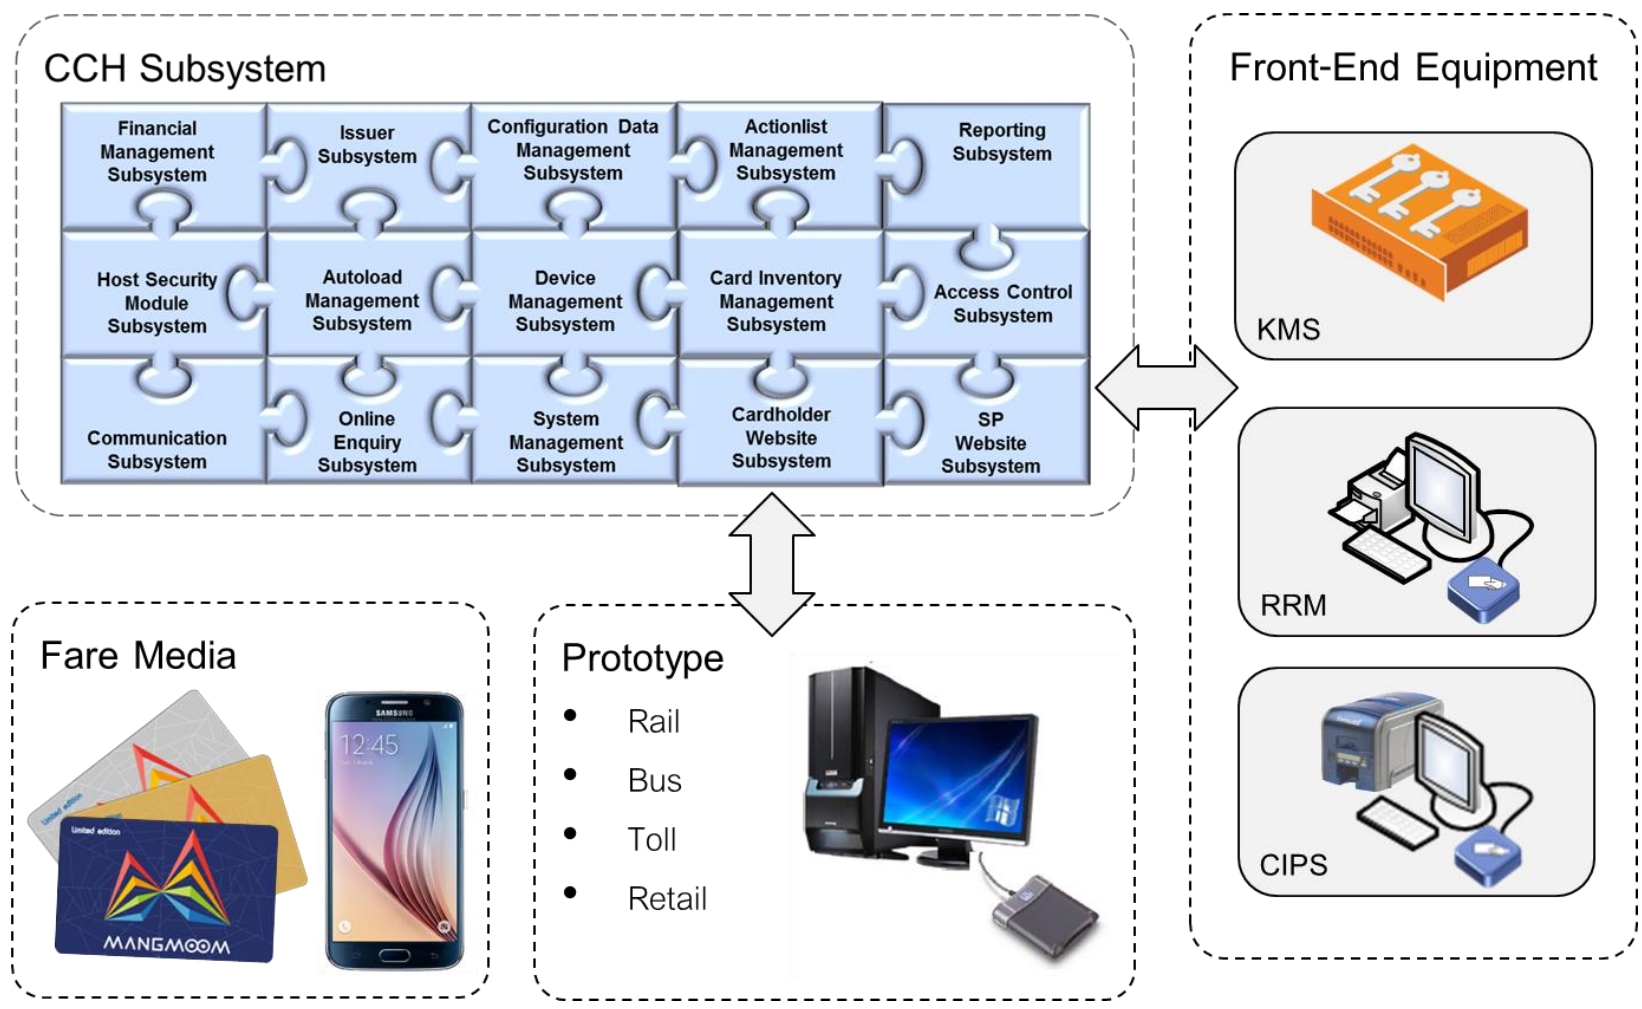 CCH Subsystem
Financial
Management
Subsystem
Issuer
Subsystem
Configuration Data
Management
Subsystem
Actionlist
Management
Subsystem
Reporting
Subsystem
Host Security
Module
Subsystem
Autoload
Management
Subsystem
Device
Management
Subsystem
Card Inventory
Management
Subsystem
Access Control
Subsystem
Communication
Subsystem
Online
Enquiry
Subsystem
System
Management
Subsystem
Cardholder
Website
Subsystem
SP
Website
Subsystem
Front-End Equipment
KMS
RRM
CIPS
Fare Media
Limited edition
Limited edition
MANGMOOM
SAMSUNG
12:45
Prototype
• Rail
• Bus
• Toll
• Retail